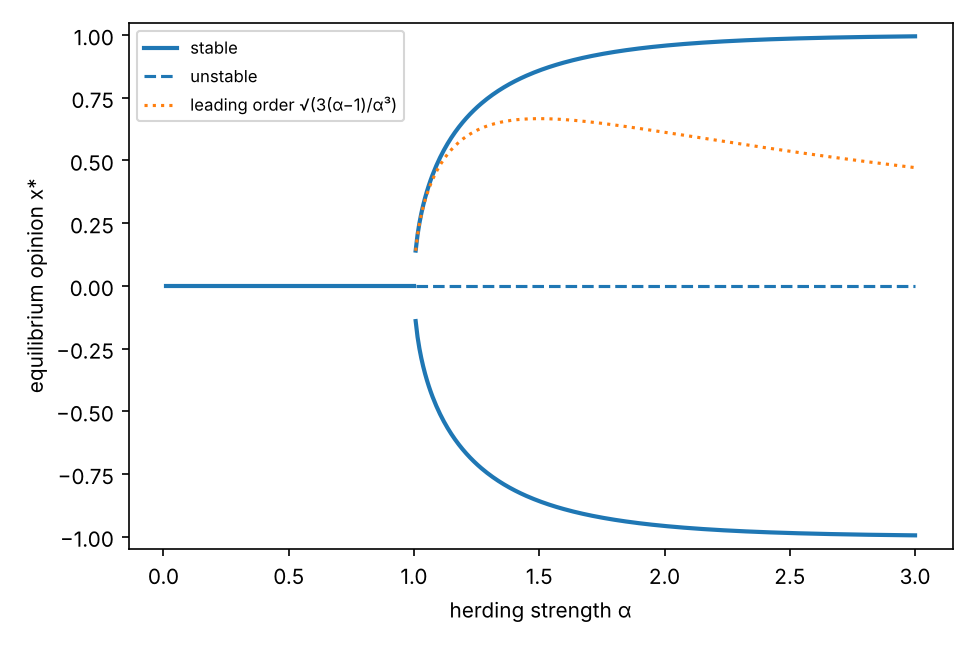 stable
unstable
leading order √(3(α−1)/α³)
1.00
0.75
0.50
0.25
0.00
−0.25
−0.50
−0.75
−1.00
equilibrium opinion x*
0.0 0.5 1.0 1.5 2.0 2.5 3.0
herding strength α